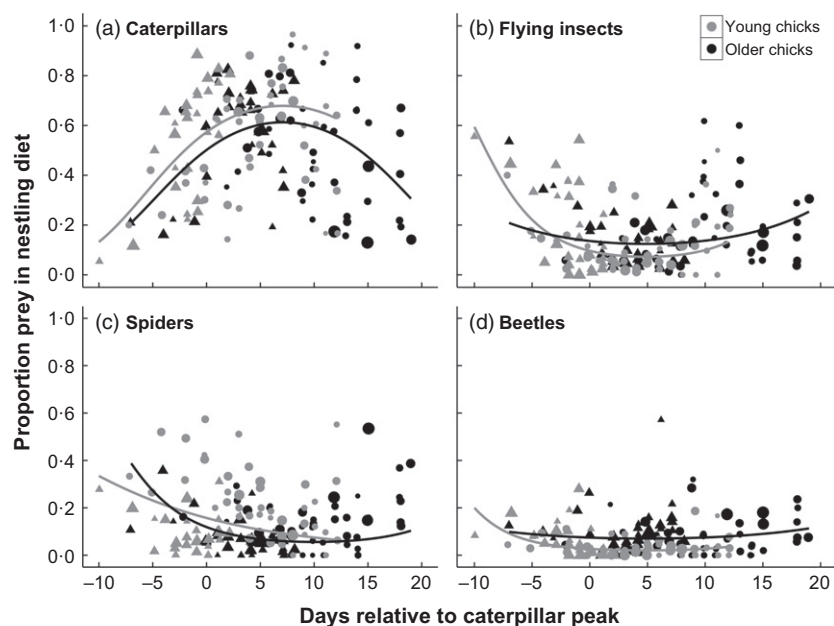 (a) Caterpillars
(b) Flying insects
Young chicks
Older chicks
1·0
0·8
0·6
0·4
0·2
0·0
(c) Spiders
(d) Beetles
1·0
0·8
0·6
0·4
0·2
0·0
−10 −5 0 5 10 15 20
−10 −5 0 5 10 15 20
Proportion prey in nestling diet
Days relative to caterpillar peak